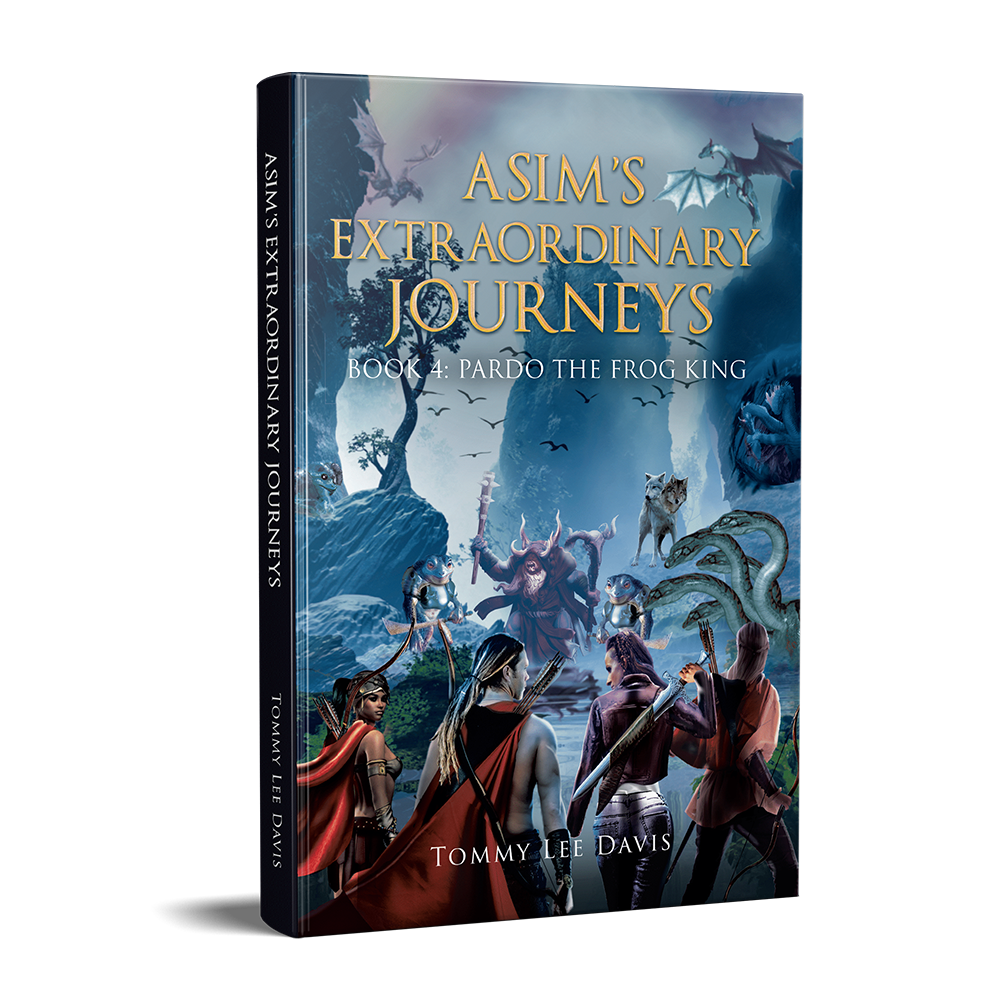 ASIM'S EXTRAORDINARY JOURNEYS
TOMMY LEE DAVIS
ASIM'S
EXTRAORDINARY
JOURNEYS
BOOK 4: PARDO THE FROG KING
TOMMY LEE DAVIS